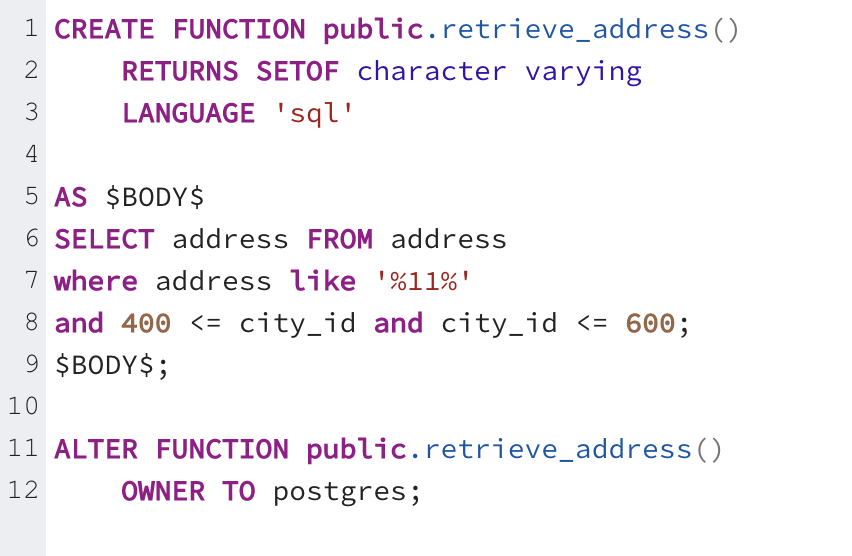 1 CREATE FUNCTION public.retrieve_address()
2 RETURNS SETOF character varying
3 LANGUAGE 'sql'
4
5 AS $BODY$
6 SELECT address FROM address
7 where address like '%11%'
8 and 400 <= city_id and city_id <= 600;
9 $BODY$;
10
11 ALTER FUNCTION public.retrieve_address()
12 OWNER TO postgres;